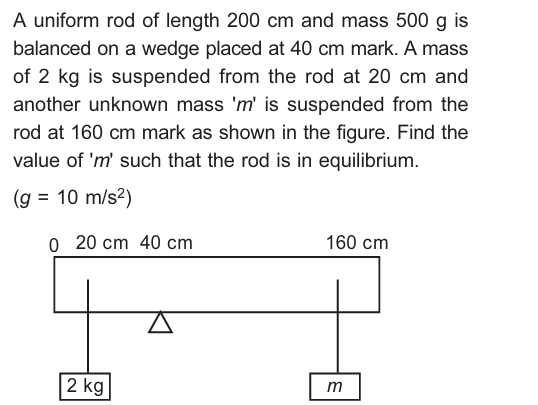 A uniform rod of length 200 cm and mass 500 g is
balanced on a wedge placed at 40 cm mark. A mass
of 2 kg is suspended from the rod at 20 cm and
another unknown mass 'm' is suspended from the
rod at 160 cm mark as shown in the figure. Find the
value of 'm' such that the rod is in equilibrium.
(g = 10 m/s²)
0 20 cm 40 cm 160 cm
2 kg m